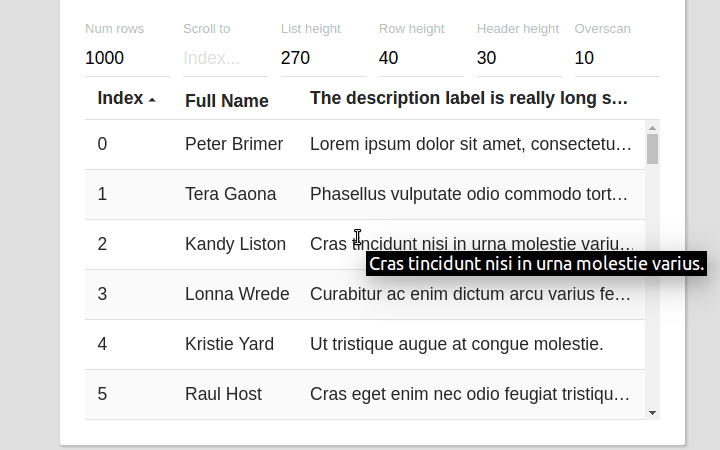 Num rows Scroll to List height Row height Header height Overscan
1000 Index... 270 40 30 10
Index Full Name The description label is really long s...
0 Peter Brimer Lorem ipsum dolor sit amet, consectetu...
1 Tera Gaona Phasellus vulputate odio commodo tort...
2 Kandy Liston Cras tincidunt nisi in urna molestie variu...
Cras tincidunt nisi in urna molestie varius.
3 Lonna Wrede Curabitur ac enim dictum arcu varius fe...
4 Kristie Yard Ut tristique augue at congue molestie.
5 Raul Host Cras eget enim nec odio feugiat tristiqu...